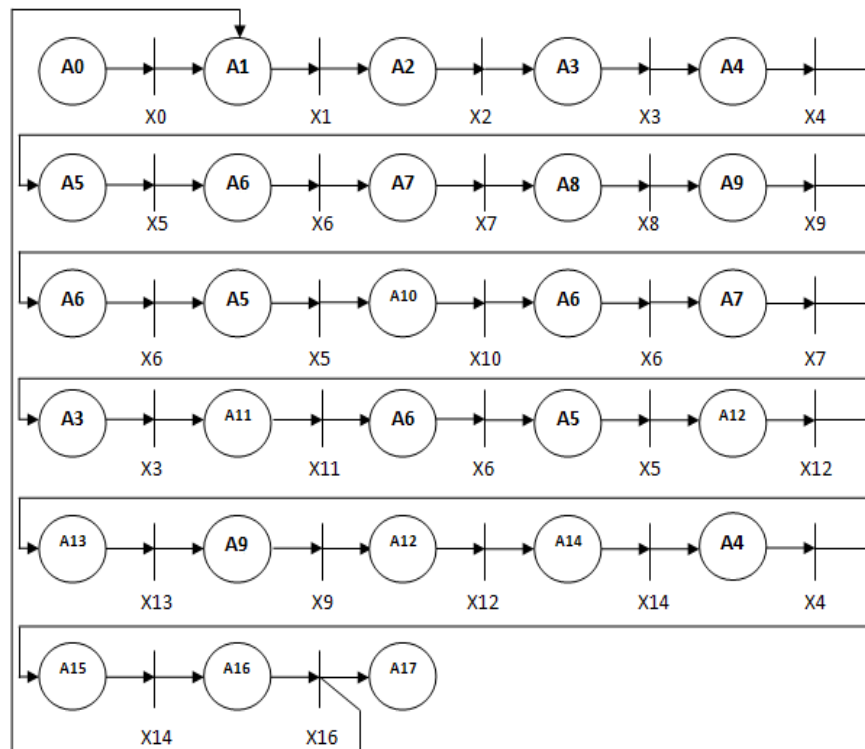 A0 A1 A2 A3 A4
X0 X1 X2 X3 X4
A5 A6 A7 A8 A9
X5 X6 X7 X8 X9
A6 A5 A10 A6 A7
X6 X5 X10 X6 X7
A3 A11 A6 A5 A12
X3 X11 X6 X5 X12
A13 A9 A12 A14 A4
X13 X9 X12 X14 X4
A15 A16 A17
X14 X16